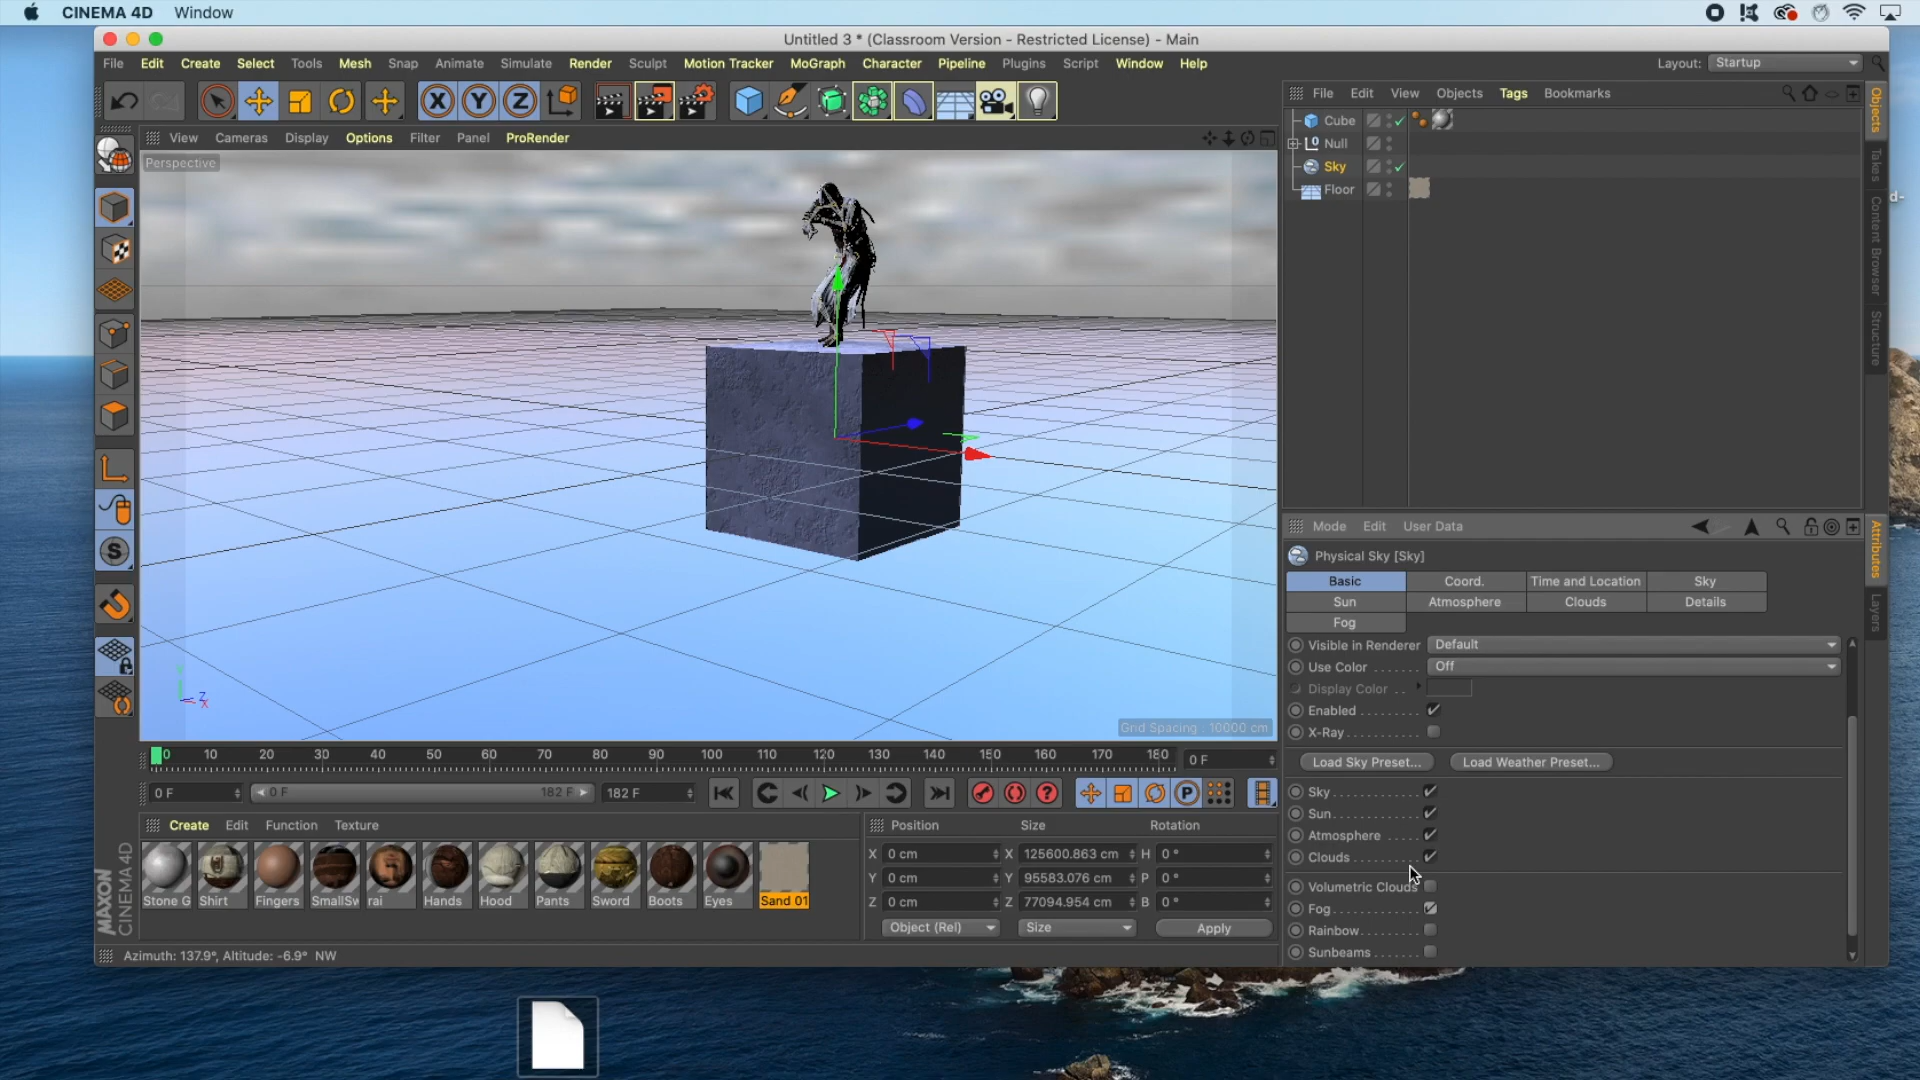 CINEMA 4D Window
Untitled 3 * (Classroom Version - Restricted License) - Main
File Edit Create Select Tools Mesh Snap Animate Simulate Render Sculpt Motion Tracker MoGraph Character Pipeline Plugins Script Window Help
Layout: Startup
File Edit View Objects Tags Bookmarks
Cube
Null
Sky
Floor
Objects
Takes
Content Browser
Structure
View Cameras Display Options Filter Panel ProRender
Perspective
Grid Spacing : 10000 cm
Y
Z
X
Mode Edit User Data
Attributes
Layers
Physical Sky [Sky]
Basic Coord. Time and Location Sky
Sun Atmosphere Clouds Details
Fog
Visible in Renderer Default
Use Color . . . . . . . Off
Display Color . .
Enabled . . . . . . . . .
X-Ray . . . . . . . . . . .
Load Sky Preset... Load Weather Preset...
Sky . . . . . . . . . . . . .
Sun . . . . . . . . . . . . .
Atmosphere . . . . . .
Clouds . . . . . . . . . .
Volumetric Clouds
Fog . . . . . . . . . . . . .
Rainbow . . . . . . . . .
Sunbeams . . . . . . .
0 10 20 30 40 50 60 70 80 90 100 110 120 130 140 150 160 170 180 0 F
0 F 0 F 182 F 182 F
Create Edit Function Texture
Stone G Shirt Fingers SmallSw rai Hands Hood Pants Sword Boots Eyes Sand 01
Position Size Rotation
X 0 cm X 125600.863 cm H 0 °
Y 0 cm Y 95583.076 cm P 0 °
Z 0 cm Z 77094.954 cm B 0 °
Object (Rel) Size Apply
MAXON
CINEMA 4D
Azimuth: 137.9°, Altitude: -6.9° NW